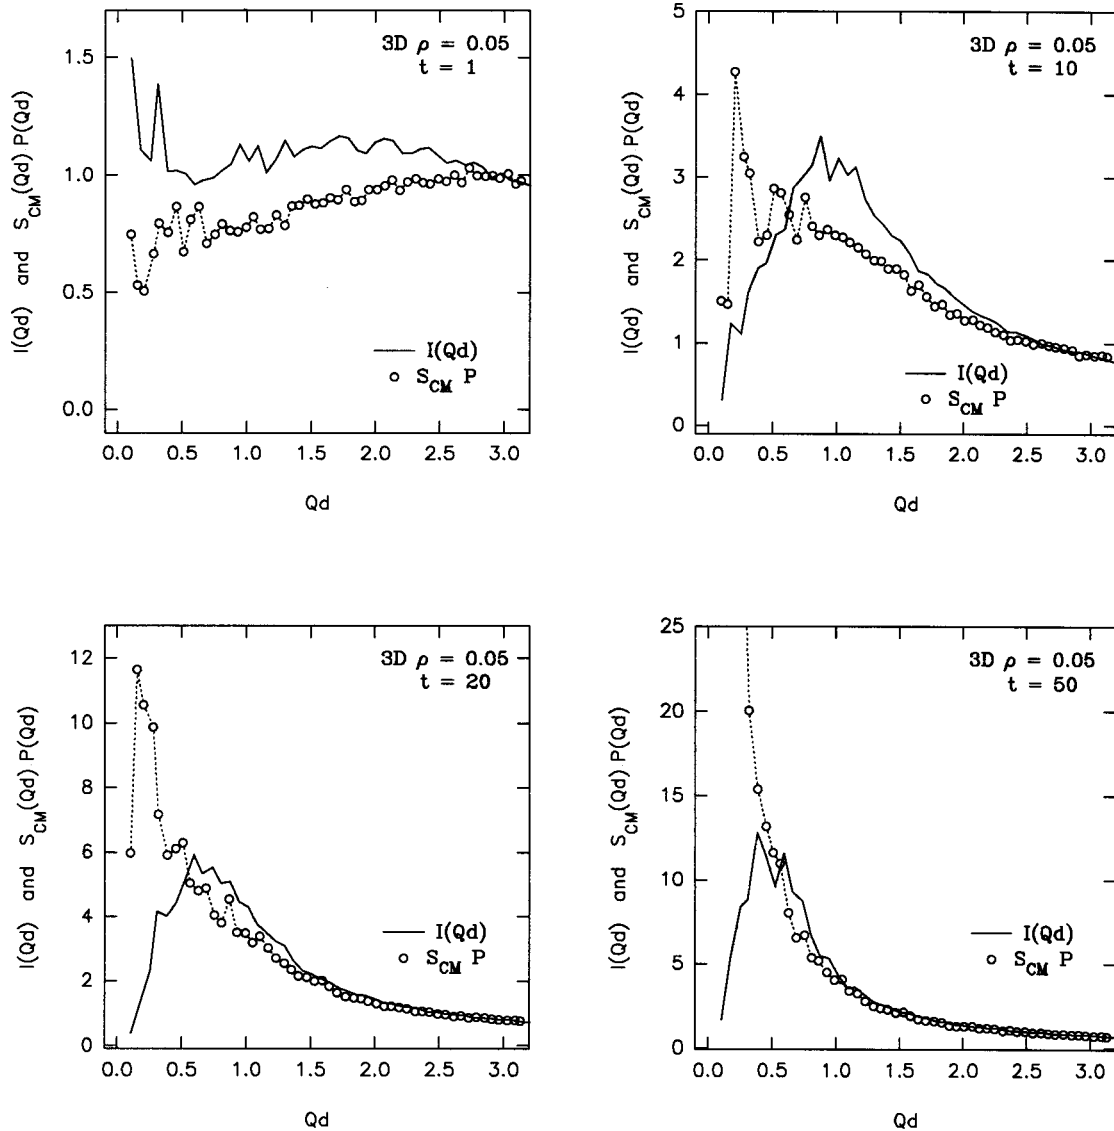 3D ρ = 0.05
t = 1
1.5
1.0
0.5
0.0
I(Qd) and S_CM(Qd) P(Qd)
I(Qd)
S_CM P
0.0 0.5 1.0 1.5 2.0 2.5 3.0
Qd
3D ρ = 0.05
t = 10
5
4
3
2
1
0
I(Qd) and S_CM(Qd) P(Qd)
I(Qd)
S_CM P
0.0 0.5 1.0 1.5 2.0 2.5 3.0
Qd
3D ρ = 0.05
t = 20
12
10
8
6
4
2
0
I(Qd) and S_CM(Qd) P(Qd)
I(Qd)
S_CM P
0.0 0.5 1.0 1.5 2.0 2.5 3.0
Qd
3D ρ = 0.05
t = 50
25
20
15
10
5
0
I(Qd) and S_CM(Qd) P(Qd)
I(Qd)
S_CM P
0.0 0.5 1.0 1.5 2.0 2.5 3.0
Qd